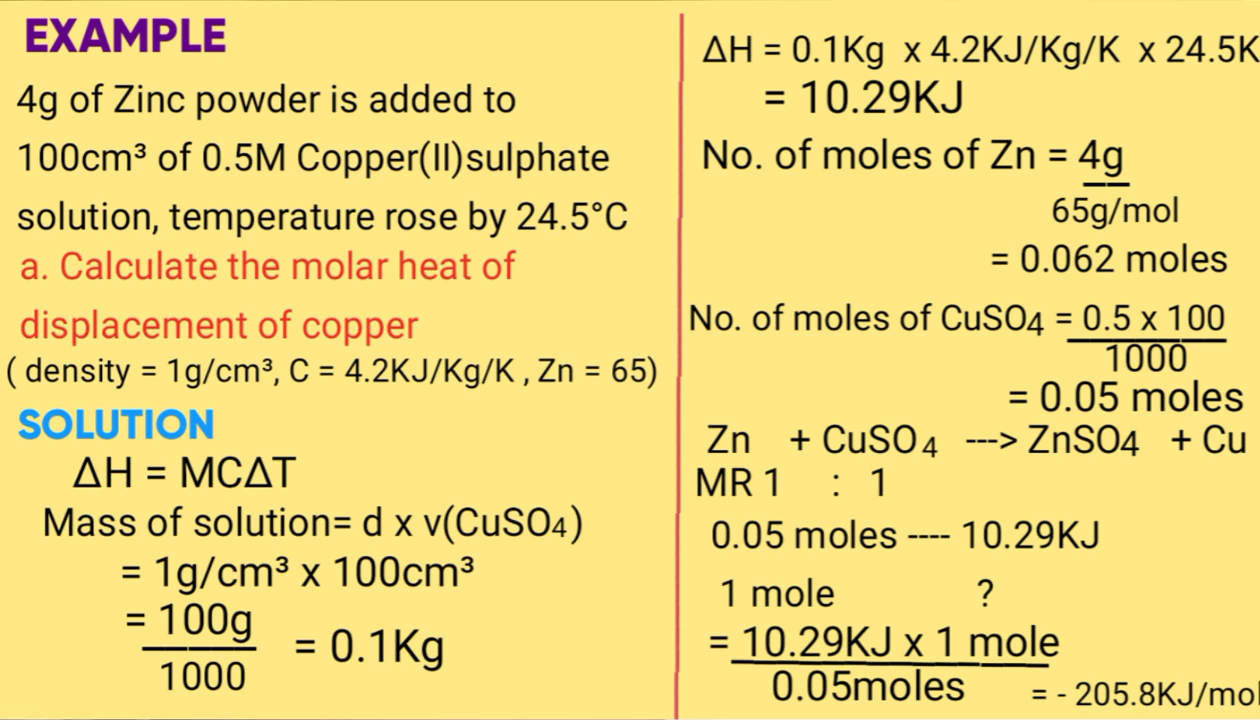 EXAMPLE
4g of Zinc powder is added to
100cm³ of 0.5M Copper(II)sulphate
solution, temperature rose by 24.5°C
a. Calculate the molar heat of
displacement of copper
( density = 1g/cm³, C = 4.2KJ/Kg/K , Zn = 65)
SOLUTION
ΔH = MCΔT
Mass of solution= d x v(CuSO4)
= 1g/cm³ x 100cm³
= 100g
1000
= 0.1Kg
ΔH = 0.1Kg x 4.2KJ/Kg/K x 24.5K
= 10.29KJ
No. of moles of Zn = 4g
65g/mol
= 0.062 moles
No. of moles of CuSO4 = 0.5 x 100
1000
= 0.05 moles
Zn + CuSO4 ---> ZnSO4 + Cu
MR 1 : 1
0.05 moles ---- 10.29KJ
1 mole ?
= 10.29KJ x 1 mole
0.05moles
= - 205.8KJ/mol